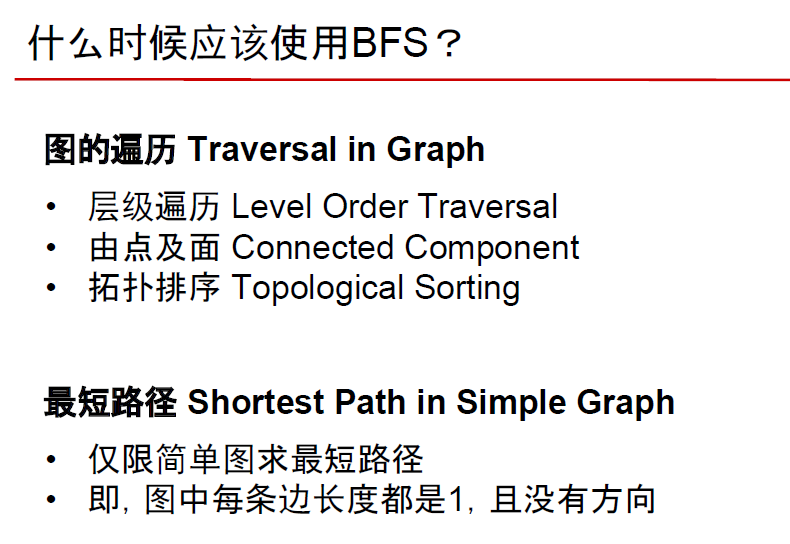 什么时候应该使用BFS？
图的遍历 Traversal in Graph
• 层级遍历 Level Order Traversal
• 由点及面 Connected Component
• 拓扑排序 Topological Sorting
最短路径 Shortest Path in Simple Graph
• 仅限简单图求最短路径
• 即，图中每条边长度都是1，且没有方向